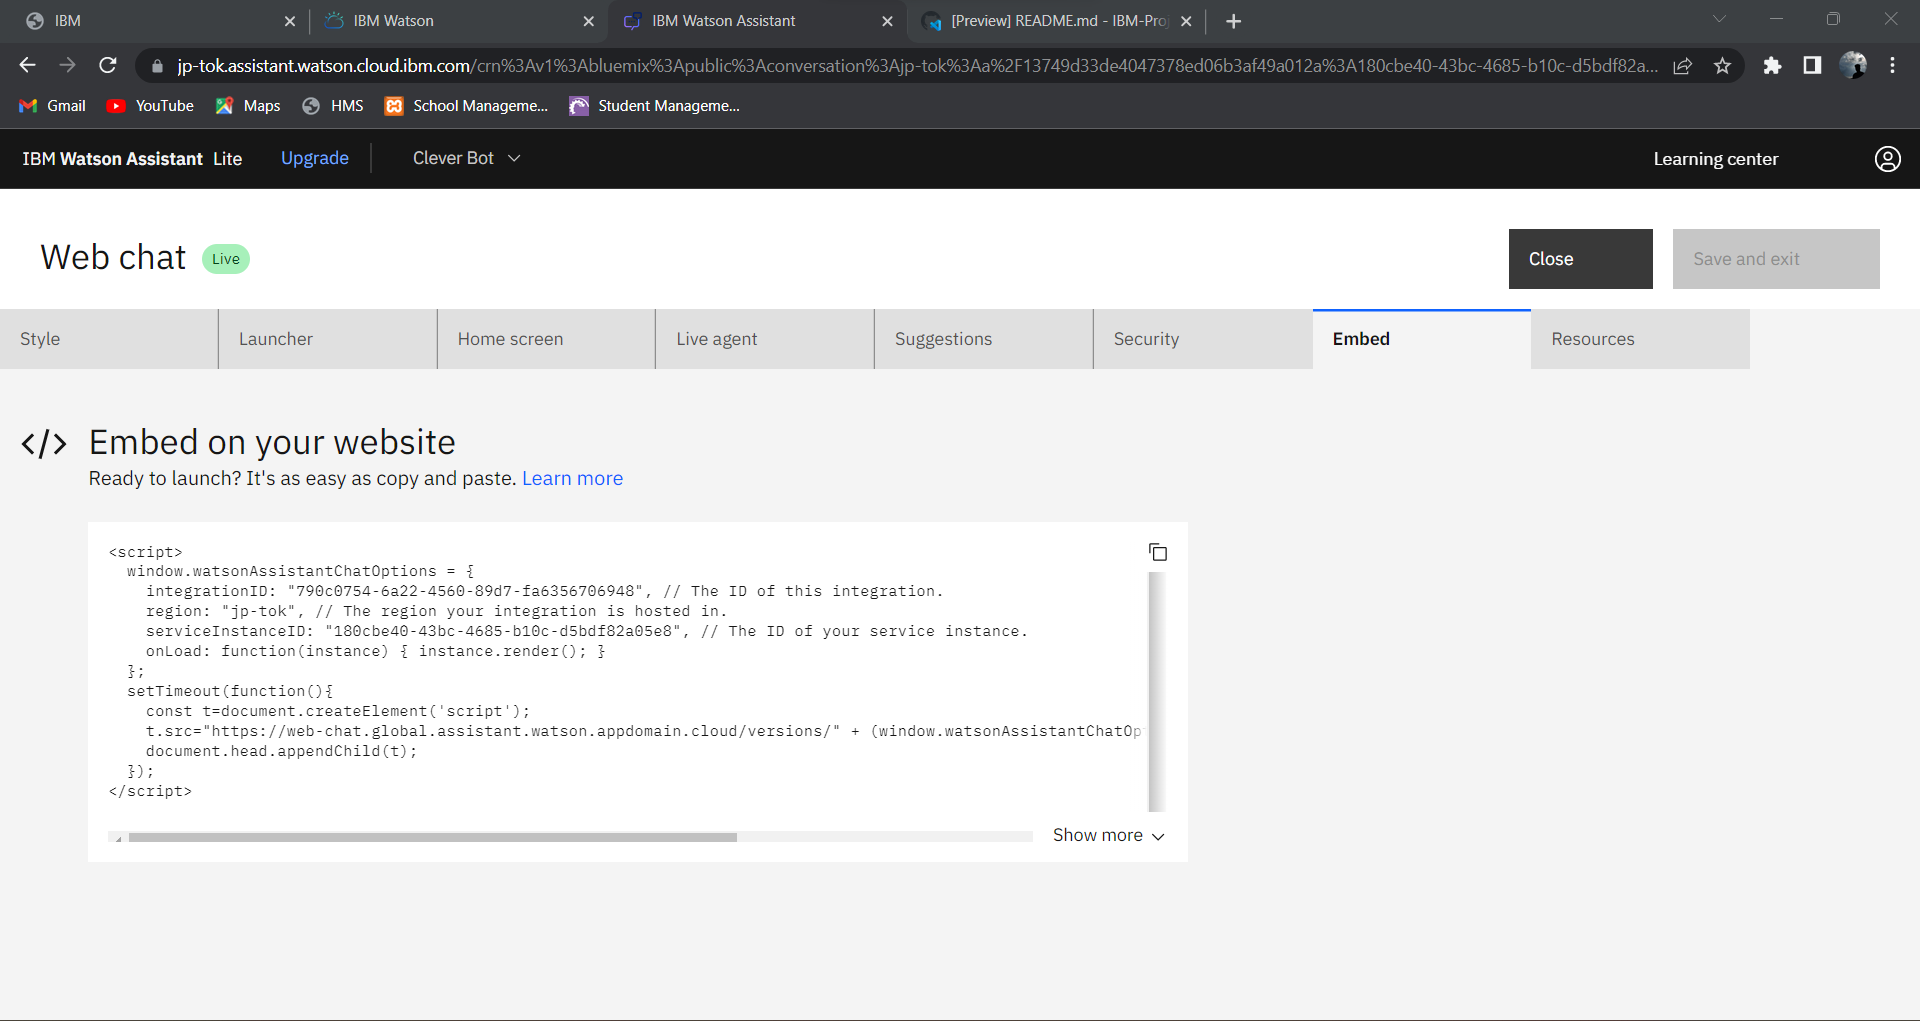 IBM
IBM Watson
IBM Watson Assistant
[Preview] README.md - IBM-Proj
jp-tok.assistant.watson.cloud.ibm.com/crn%3Av1%3Abluemix%3Apublic%3Aconversation%3Ajp-tok%3Aa%2F13749d33de4047378ed06b3af49a012a%3A180cbe40-43bc-4685-b10c-d5bdf82a...
Gmail
YouTube
Maps
HMS
School Manageme...
Student Manageme...
IBM Watson Assistant Lite
Upgrade
Clever Bot
Learning center
Web chat
Live
Close
Save and exit
Style
Launcher
Home screen
Live agent
Suggestions
Security
Embed
Resources
</> Embed on your website
Ready to launch? It's as easy as copy and paste. Learn more
<script>
window.watsonAssistantChatOptions = {
integrationID: "790c0754-6a22-4560-89d7-fa6356706948", // The ID of this integration.
region: "jp-tok", // The region your integration is hosted in.
serviceInstanceID: "180cbe40-43bc-4685-b10c-d5bdf82a05e8", // The ID of your service instance.
onLoad: function(instance) { instance.render(); }
};
setTimeout(function(){
const t=document.createElement('script');
t.src="https://web-chat.global.assistant.watson.appdomain.cloud/versions/" + (window.watsonAssistantChatOp
document.head.appendChild(t);
});
</script>
Show more